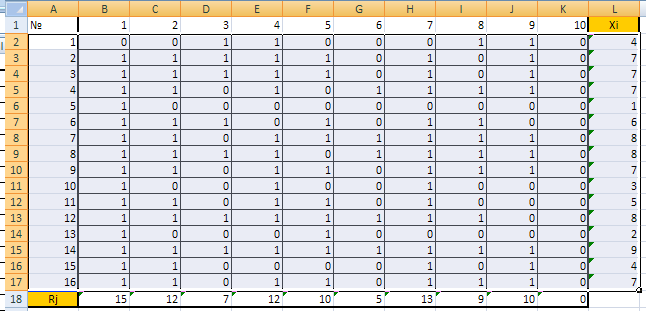 A B C D E F G H I J K L
1 № 1 2 3 4 5 6 7 8 9 10 Xi
2 1 0 0 1 1 0 0 0 1 1 0 4
3 2 1 1 1 1 1 0 1 0 1 0 7
4 3 1 1 1 1 1 0 1 0 1 0 7
5 4 1 1 0 1 0 1 1 1 1 0 7
6 5 1 0 0 0 0 0 0 0 0 0 1
7 6 1 1 1 0 1 0 1 1 0 0 6
8 7 1 1 0 1 1 1 1 1 1 0 8
9 8 1 1 1 1 0 1 1 1 1 0 8
10 9 1 1 0 1 1 0 1 1 1 0 7
11 10 1 0 0 1 0 0 1 0 0 0 3
12 11 1 1 0 1 1 0 1 0 0 0 5
13 12 1 1 1 1 1 1 1 1 0 0 8
14 13 1 0 0 0 1 0 0 0 0 0 2
15 14 1 1 1 1 1 1 1 1 1 0 9
16 15 1 1 0 0 0 0 1 0 1 0 4
17 16 1 1 0 1 1 0 1 1 1 0 7
18 Rj 15 12 7 12 10 5 13 9 10 0